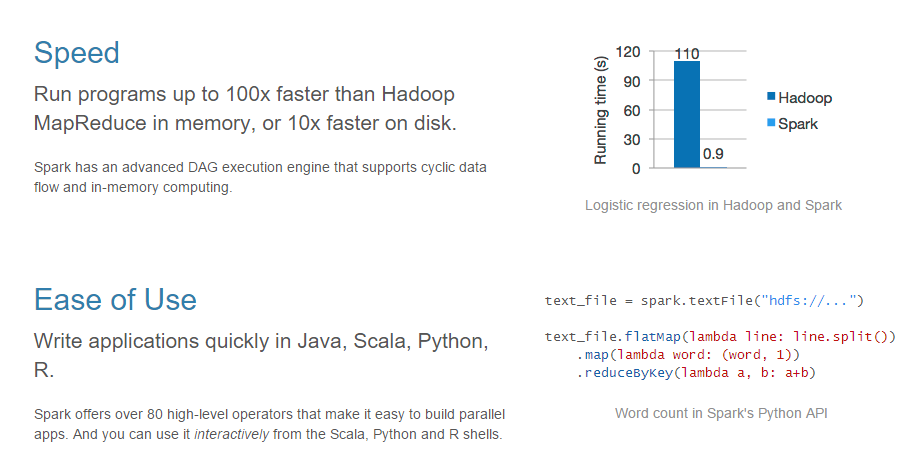 Speed
Run programs up to 100x faster than Hadoop
MapReduce in memory, or 10x faster on disk.
Spark has an advanced DAG execution engine that supports cyclic data
flow and in-memory computing.
Running time (s)
120
90
60
30
0
110
0.9
Hadoop
Spark
Logistic regression in Hadoop and Spark
Ease of Use
Write applications quickly in Java, Scala, Python,
R.
Spark offers over 80 high-level operators that make it easy to build parallel
apps. And you can use it interactively from the Scala, Python and R shells.
text_file = spark.textFile("hdfs://...")
text_file.flatMap(lambda line: line.split())
    .map(lambda word: (word, 1))
    .reduceByKey(lambda a, b: a+b)
Word count in Spark's Python API